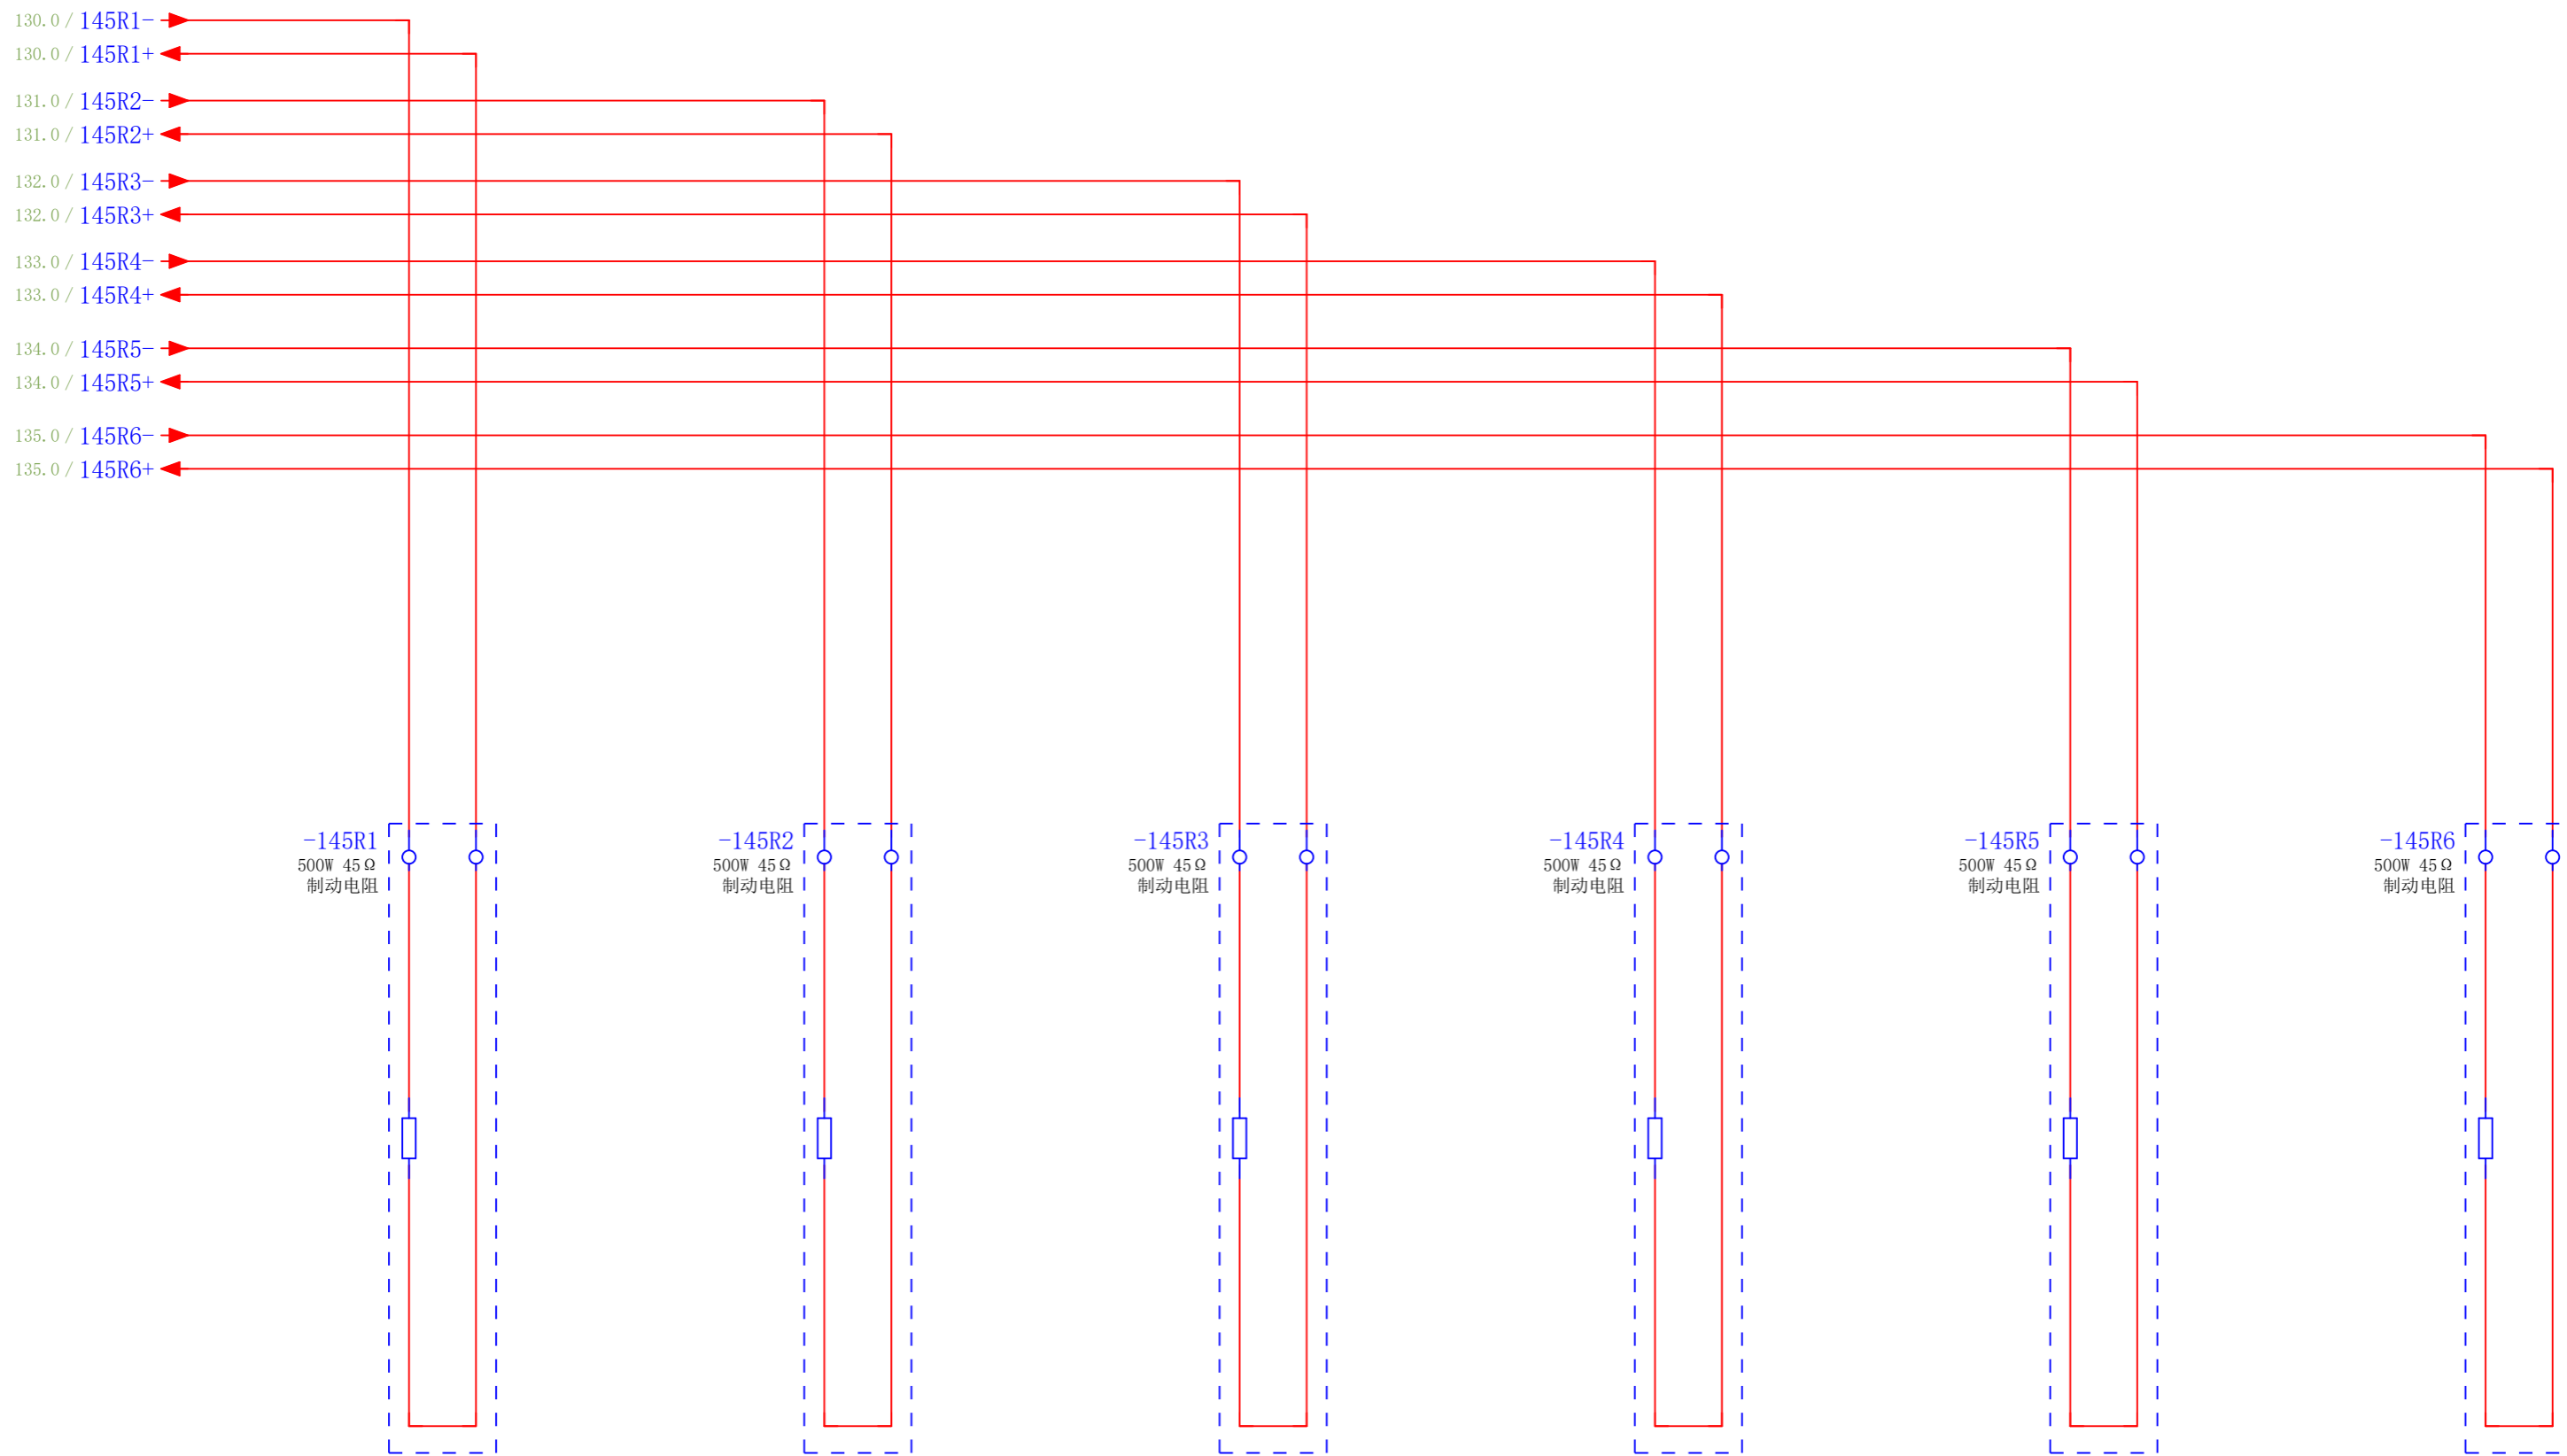 130.0 / 145R1-
130.0 / 145R1+
131.0 / 145R2-
131.0 / 145R2+
132.0 / 145R3-
132.0 / 145R3+
133.0 / 145R4-
133.0 / 145R4+
134.0 / 145R5-
134.0 / 145R5+
135.0 / 145R6-
135.0 / 145R6+
-145R1
500W 45Ω
制动电阻
-145R2
500W 45Ω
制动电阻
-145R3
500W 45Ω
制动电阻
-145R4
500W 45Ω
制动电阻
-145R5
500W 45Ω
制动电阻
-145R6
500W 45Ω
制动电阻